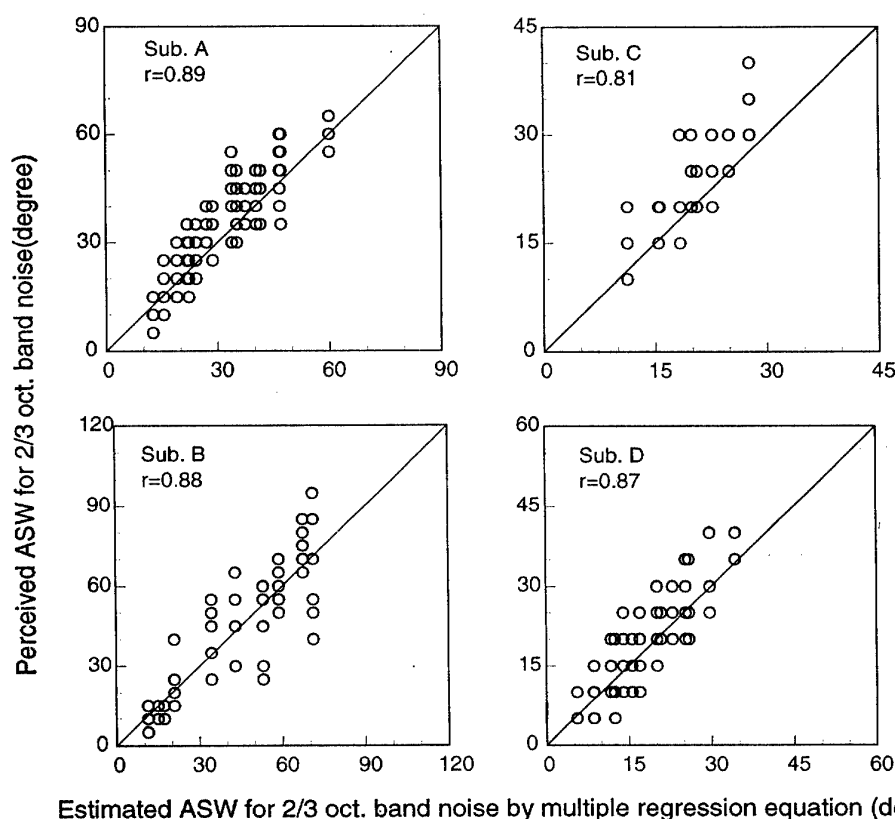 Perceived ASW for 2/3 oct. band noise(degree)
90
60
30
0
Sub. A
r=0.89
0 30 60 90
45
30
15
0
Sub. C
r=0.81
0 15 30 45
120
90
60
30
0
Sub. B
r=0.88
0 30 60 90 120
60
45
30
15
0
Sub. D
r=0.87
0 15 30 45 60
Estimated ASW for 2/3 oct. band noise by multiple regression equation (de